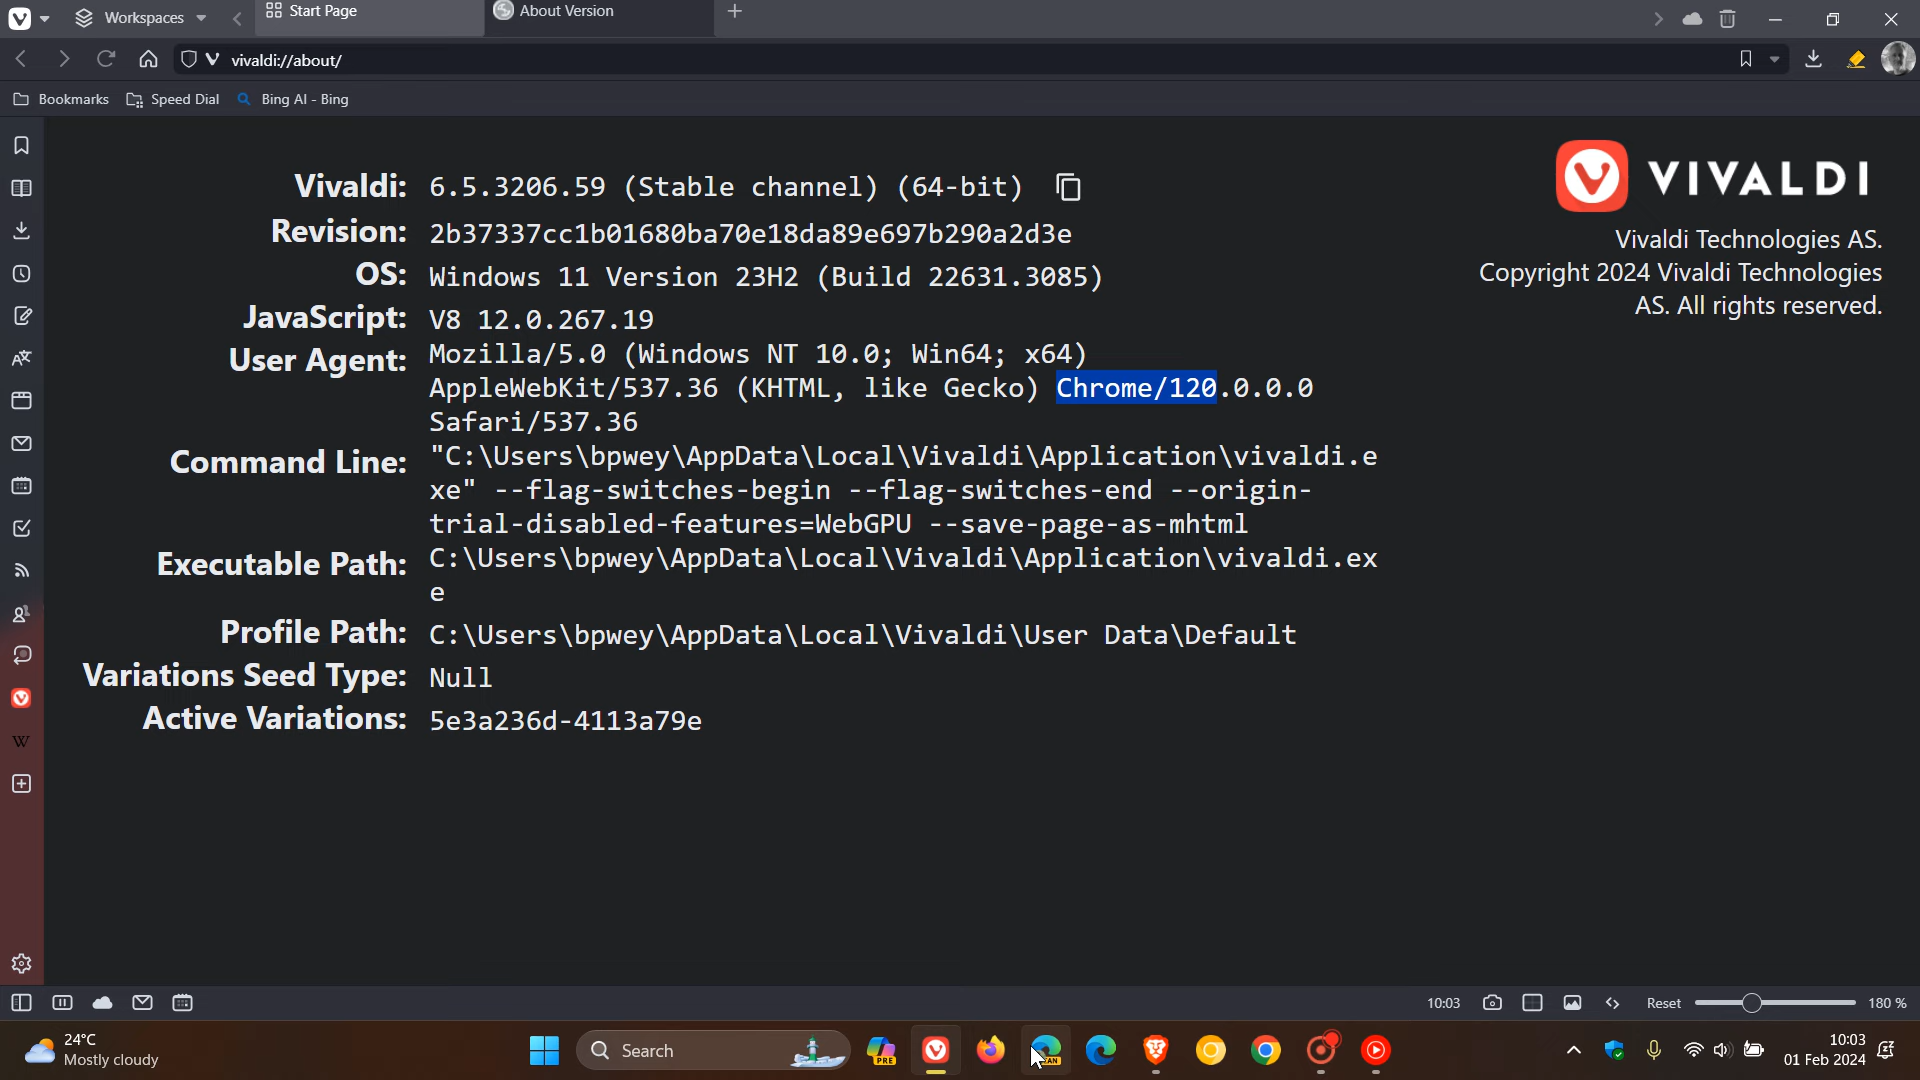 Workspaces
Start Page
About Version
vivaldi://about/
Bookmarks
Speed Dial
Bing AI - Bing
VIVALDI
Vivaldi Technologies AS.
Copyright 2024 Vivaldi Technologies
AS. All rights reserved.
Vivaldi: 6.5.3206.59 (Stable channel) (64-bit)
Revision: 2b37337cc1b01680ba70e18da89e697b290a2d3e
OS: Windows 11 Version 23H2 (Build 22631.3085)
JavaScript: V8 12.0.267.19
User Agent: Mozilla/5.0 (Windows NT 10.0; Win64; x64)
AppleWebKit/537.36 (KHTML, like Gecko) Chrome/120.0.0.0
Safari/537.36
Command Line: "C:\Users\bpwey\AppData\Local\Vivaldi\Application\vivaldi.e
xe" --flag-switches-begin --flag-switches-end --origin-
trial-disabled-features=WebGPU --save-page-as-mhtml
Executable Path: C:\Users\bpwey\AppData\Local\Vivaldi\Application\vivaldi.ex
e
Profile Path: C:\Users\bpwey\AppData\Local\Vivaldi\User Data\Default
Variations Seed Type: Null
Active Variations: 5e3a236d-4113a79e
W
10:03
Reset
180 %
24°C
Mostly cloudy
Search
PRE
CAN
10:03
01 Feb 2024